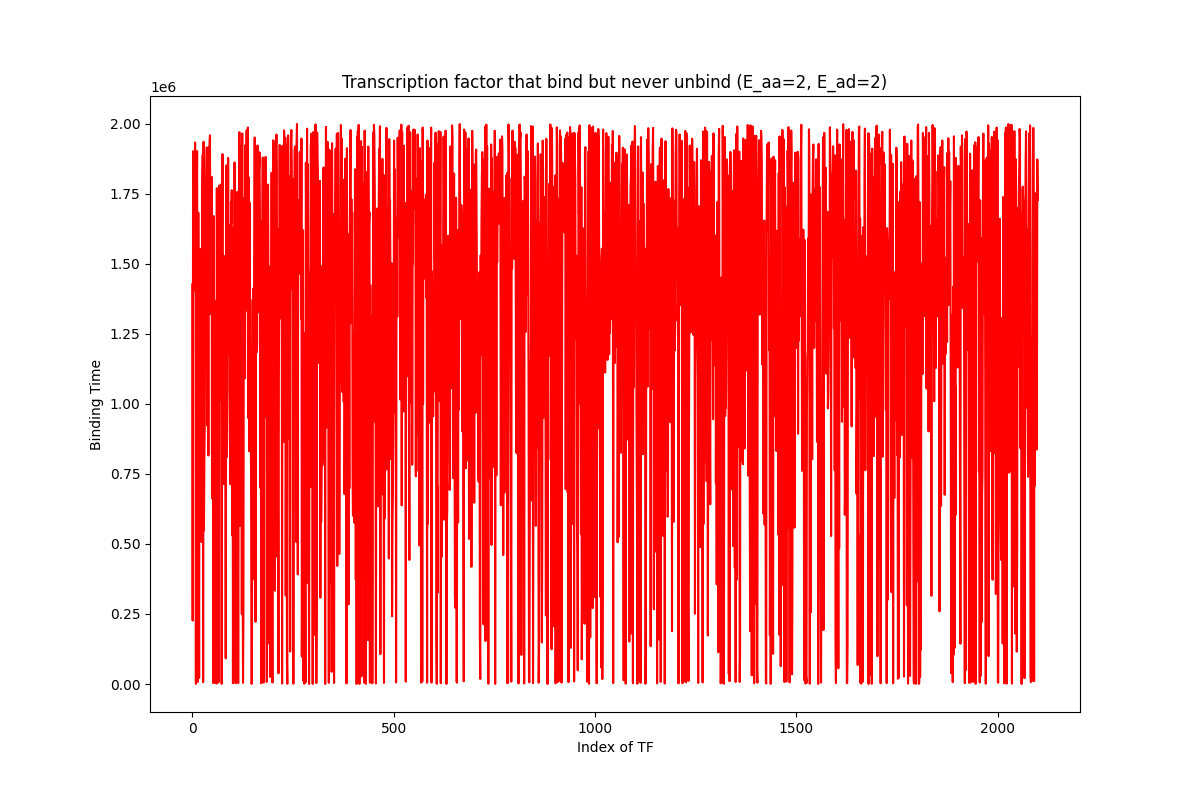 Transcription factor that bind but never unbind (E_aa=2, E_ad=2)
1e6
2.00
1.75
1.50
1.25
1.00
0.75
0.50
0.25
0.00
Binding Time
0 500 1000 1500 2000
Index of TF